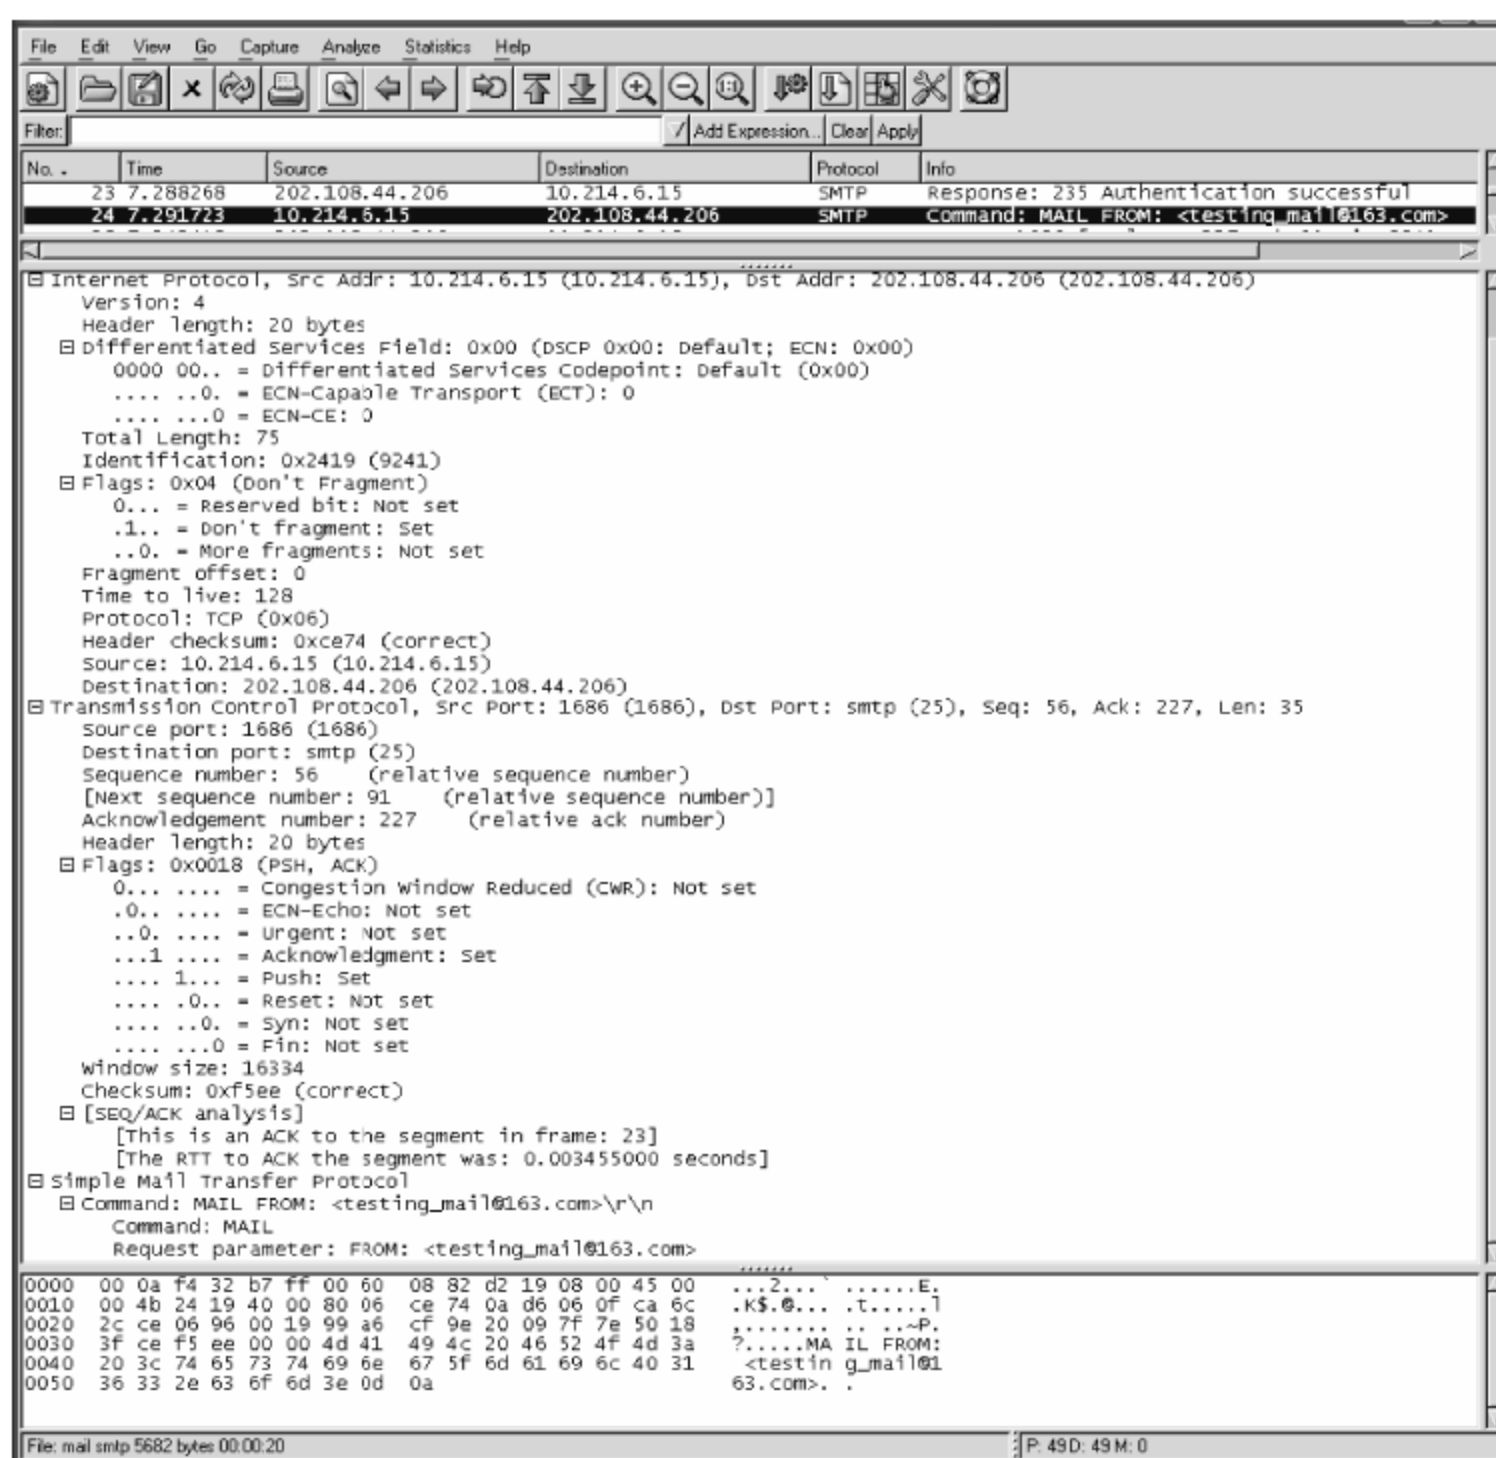 File Edit View Go Capture Analyze Statistics Help
Filter: Add Expression... Clear Apply
No. . Time Source Destination Protocol Info
23 7.288268 202.108.44.206 10.214.6.15 SMTP Response: 235 Authentication successful
24 7.291723 10.214.6.15 202.108.44.206 SMTP Command: MAIL FROM: <testing_mail@163.com>
Internet Protocol, Src Addr: 10.214.6.15 (10.214.6.15), Dst Addr: 202.108.44.206 (202.108.44.206)
Version: 4
Header length: 20 bytes
Differentiated Services Field: 0x00 (DSCP 0x00: Default; ECN: 0x00)
0000 00.. = Differentiated Services Codepoint: Default (0x00)
.... ..0. = ECN-Capable Transport (ECT): 0
.... ...0 = ECN-CE: 0
Total Length: 75
Identification: 0x2419 (9241)
Flags: 0x04 (Don't Fragment)
0... = Reserved bit: Not set
.1.. = Don't fragment: Set
..0. = More fragments: Not set
Fragment offset: 0
Time to live: 128
Protocol: TCP (0x06)
Header checksum: 0xce74 (correct)
Source: 10.214.6.15 (10.214.6.15)
Destination: 202.108.44.206 (202.108.44.206)
Transmission Control Protocol, Src Port: 1686 (1686), Dst Port: smtp (25), Seq: 56, Ack: 227, Len: 35
Source port: 1686 (1686)
Destination port: smtp (25)
Sequence number: 56 (relative sequence number)
[Next sequence number: 91 (relative sequence number)]
Acknowledgement number: 227 (relative ack number)
Header length: 20 bytes
Flags: 0x0018 (PSH, ACK)
0... .... = Congestion Window Reduced (CWR): Not set
.0.. .... = ECN-Echo: Not set
..0. .... = Urgent: Not set
...1 .... = Acknowledgment: Set
.... 1... = Push: Set
.... .0.. = Reset: Not set
.... ..0. = Syn: Not set
.... ...0 = Fin: Not set
Window size: 16334
Checksum: 0xf5ee (correct)
[SEQ/ACK analysis]
[This is an ACK to the segment in frame: 23]
[The RTT to ACK the segment was: 0.003455000 seconds]
Simple Mail Transfer Protocol
Command: MAIL FROM: <testing_mail@163.com>\r\n
Command: MAIL
Request parameter: FROM: <testing_mail@163.com>
0000 00 0a f4 32 b7 ff 00 60 08 82 d2 19 08 00 45 00 ...2...` ......E.
0010 00 4b 24 19 40 00 80 06 ce 74 0a d6 06 0f ca 6c .K$.@... .t.....l
0020 2c ce 06 96 00 19 99 a6 cf 9e 20 09 7f 7e 50 18 ,....... .. ..~P.
0030 3f ce f5 ee 00 00 4d 41 49 4c 20 46 52 4f 4d 3a ?.....MA IL FROM:
0040 20 3c 74 65 73 74 69 6e 67 5f 6d 61 69 6c 40 31 <testin g_mail@1
0050 36 33 2e 63 6f 6d 3e 0d 0a 63.com>. .
File: mail smtp 5682 bytes 00:00:20 P: 49 D: 49 M: 0